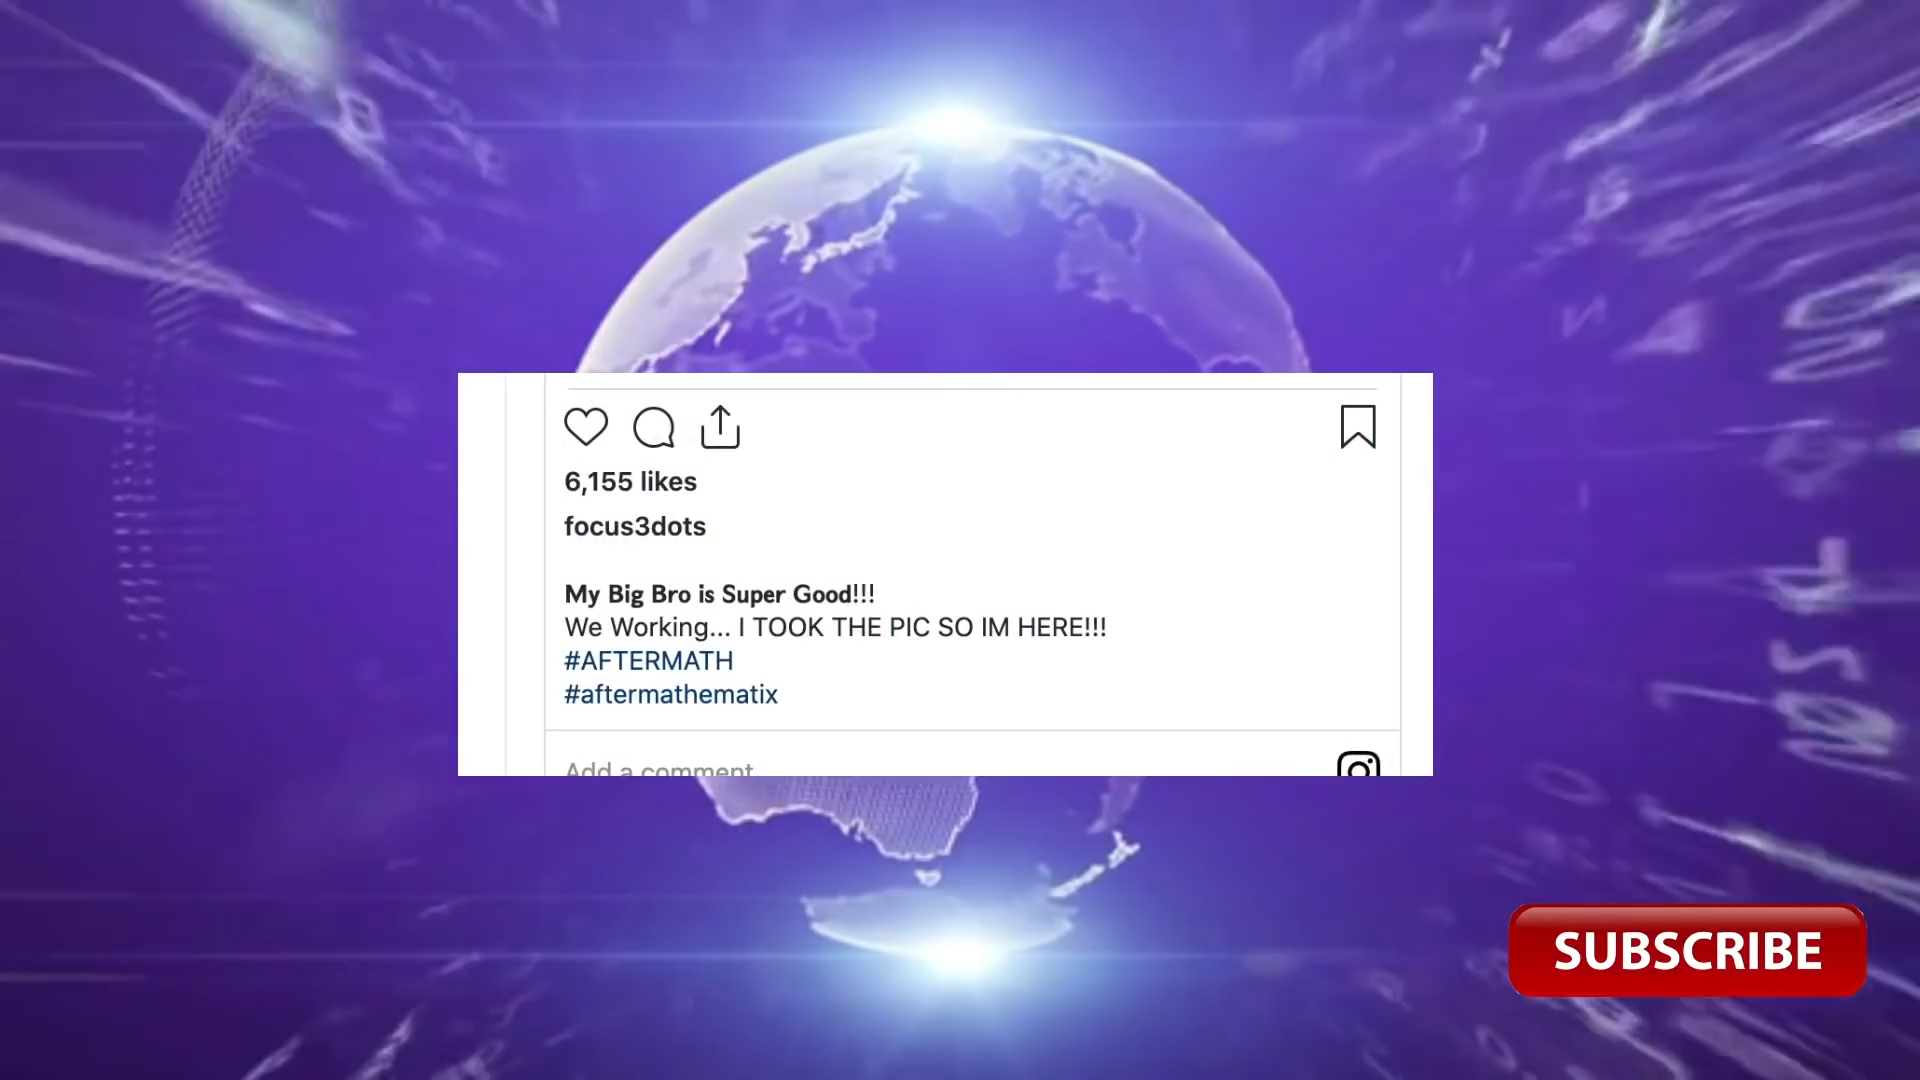 6,155 likes
focus3dots
My Big Bro is Super Good!!!
We Working... I TOOK THE PIC SO IM HERE!!!
#AFTERMATH
#aftermathematix
Add a comment
SUBSCRIBE